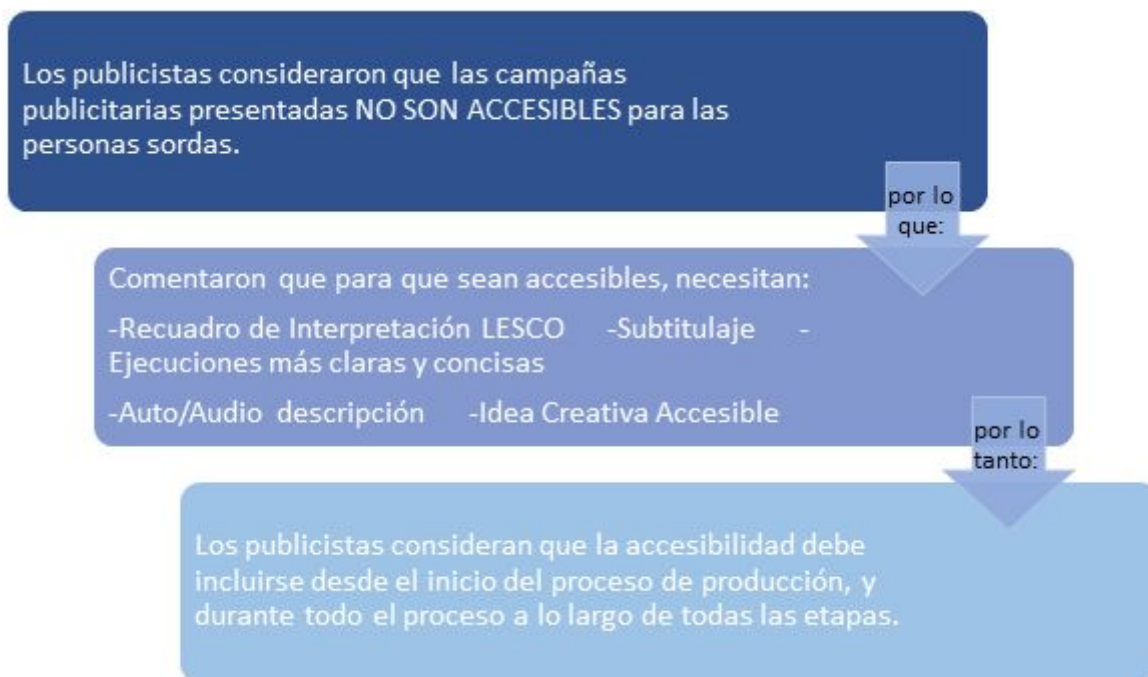 Los publicistas consideraron que las campañas
publicitarias presentadas NO SON ACCESIBLES para las
personas sordas.
por lo
que:
Comentaron que para que sean accesibles, necesitan:
-Recuadro de Interpretación LESCO -Subtitulaje -
Ejecuciones más claras y concisas
-Auto/Audio descripción -Idea Creativa Accesible
por lo
tanto:
Los publicistas consideran que la accesibilidad debe
incluirse desde el inicio del proceso de producción, y
durante todo el proceso a lo largo de todas las etapas.